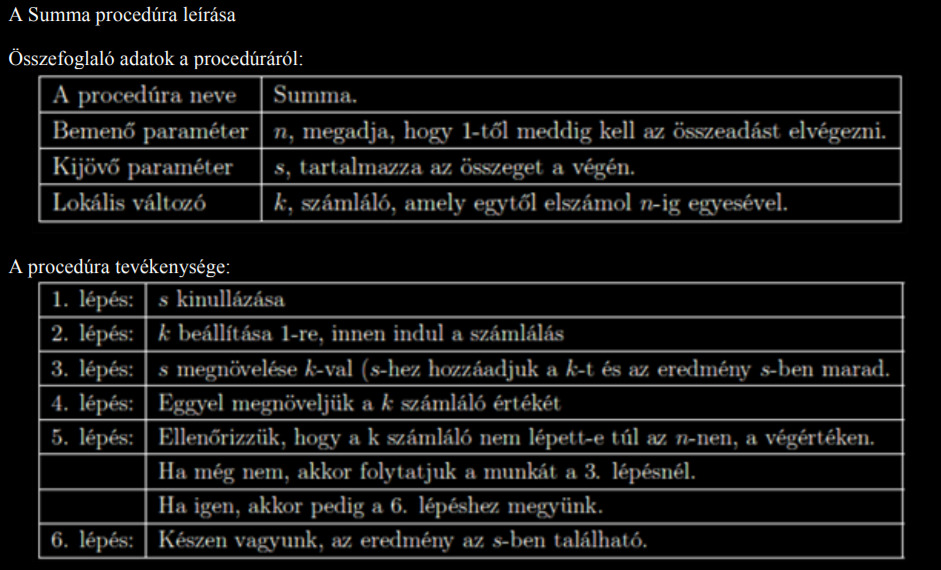 A Summa procedúra leírása
Összefoglaló adatok a procedúráról:
A procedúra neve Summa.
Bemenő paraméter n, megadja, hogy 1-től meddig kell az összeadást elvégezni.
Kijövő paraméter s, tartalmazza az összeget a végén.
Lokális változó k, számláló, amely egytől elszámol n-ig egyesével.
A procedúra tevékenysége:
1. lépés: s kinullázása
2. lépés: k beállítása 1-re, innen indul a számlálás
3. lépés: s megnövelése k-val (s-hez hozzáadjuk a k-t és az eredmény s-ben marad.
4. lépés: Eggyel megnöveljük a k számláló értékét
5. lépés: Ellenőrizzük, hogy a k számláló nem lépett-e túl az n-nen, a végértéken.
Ha még nem, akkor folytatjuk a munkát a 3. lépésnél.
Ha igen, akkor pedig a 6. lépéshez megyünk.
6. lépés: Készen vagyunk, az eredmény az s-ben található.